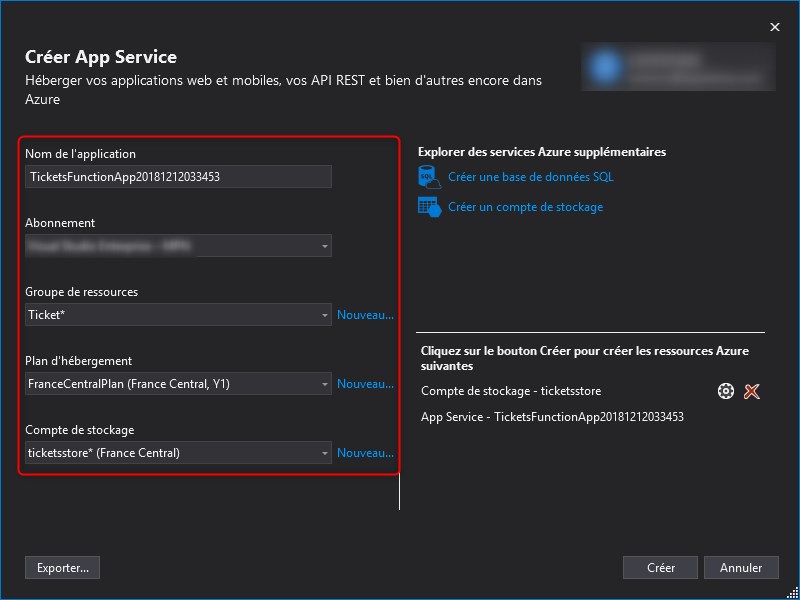 Créer App Service
Héberger vos applications web et mobiles, vos API REST et bien d'autres encore dans
Azure
Nom de l'application
TicketsFunctionApp20181212033453
Abonnement
Groupe de ressources
Ticket*
Nouveau...
Plan d'hébergement
FranceCentralPlan (France Central, Y1)
Nouveau...
Compte de stockage
ticketsstore* (France Central)
Nouveau...
Explorer des services Azure supplémentaires
SQL
Créer une base de données SQL
Créer un compte de stockage
Cliquez sur le bouton Créer pour créer les ressources Azure
suivantes
Compte de stockage - ticketsstore
App Service - TicketsFunctionApp20181212033453
Exporter...
Créer
Annuler